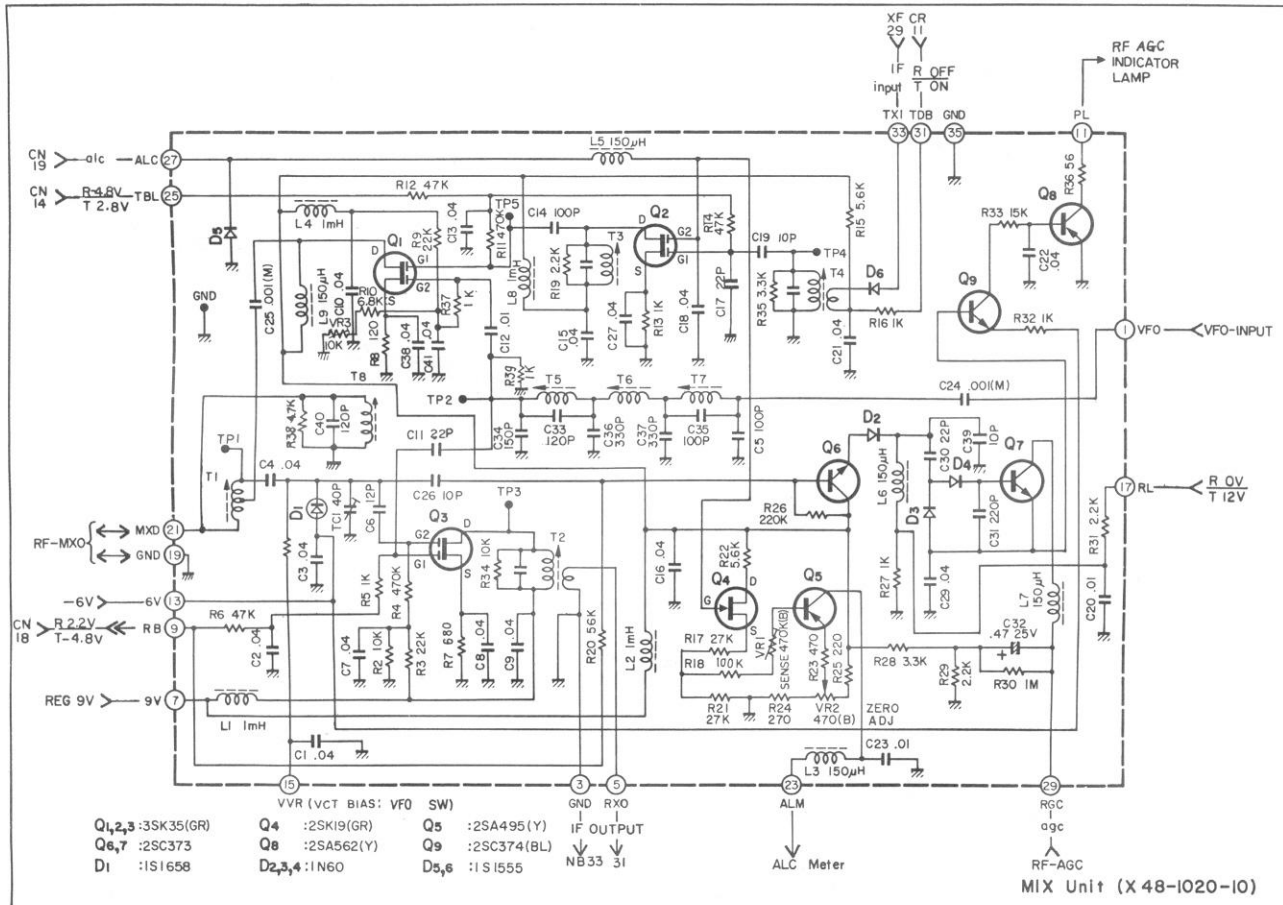 XF CR
29 11
IF R OFF
input T ON
TX1 TDB GND PL
33 31 35 11
RF AGC
INDICATOR
LAMP
CN
19
alc
ALC 27
CN
14
R-4.8V
T 2.8V
TBL 25
L5 150μH
R12 47K
L4 1mH
D5
GND
C25 .001(M)
L9 150μH
C10 .04
R9
22K
Q1
D
G1
G2
S
R10
6.8K
VR3
10K
120
R8
C38 .04
C41 .04
R37
1K
C13 .04
R11 470K
TP5
C14 100P
L8 1mH
R19 2.2K
T3
C15
.04
C12 .01
R39
1K
Q2
D
G2
G1
S
C27 .04
R13 1K
C18 .04
R14
47K
C17 22P
C19 10P
TP4
R15 5.6K
T4
R35 3.3K
D6
R16 1K
C21 .04
R36 56
Q8
R33 15K
C22
.04
Q9
R32 1K
1 VFO
VFO-INPUT
T8
R38 4.7K
C40
120P
TP2
T5
T6
T7
C34
150P
C33
120P
C36
330P
C37
330P
C35
100P
C5 100P
C24 .001(M)
C11 22P
TP1
C4 .04
T1
D1
TC1 40P
C6 12P
C26 10P
TP3
Q6
D2
L6 150μH
C30 22P
C39
10P
Q7
D4
D3
C31 220P
17 RL
R 0V
T 12V
MXD 21
RF-MXO
GND 19
C3 .04
Q3
G2
G1
D
S
R34 10K
T2
R26
220K
R22
5.6K
C16 .04
Q4
G
D
S
Q5
R27 1K
C29 .04
L7
150μH
R31 2.2K
C20 .01
-6V
6V 13
CN
18
R 2.2V
T-4.8V
RB 9
R6 47K
R5 1K
R4 470K
C2 .04
C7 .04
R2 10K
R3 22K
R7 680
C8 .04
C9 .04
R20 56K
L2 1mH
R17 27K
R18
100K
VR1
SENSE 470K(B)
R23 470
R25 220
R28 3.3K
C32
.47 25V
+
R29
2.2K
R30 1M
REG 9V
9V 7
L1 1mH
C1 .04
R21
27K
R24
270
VR2
470(B)
ZERO
ADJ
L3 150μH
C23 .01
15
3
5
23
29
VVR (VCT BIAS: VFO SW)
GND RXO
ALM
RGC
IF OUTPUT
NB33 31
ALC Meter
agc
RF-AGC
Q1,2,3 :3SK35(GR) Q4 :2SK19(GR) Q5 :2SA495(Y)
Q6,7 :2SC373 Q8 :2SA562(Y) Q9 :2SC374(BL)
D1 :1S1658 D2,3,4 :1N60 D5,6 :1S1555
MIX Unit (X48-1020-10)